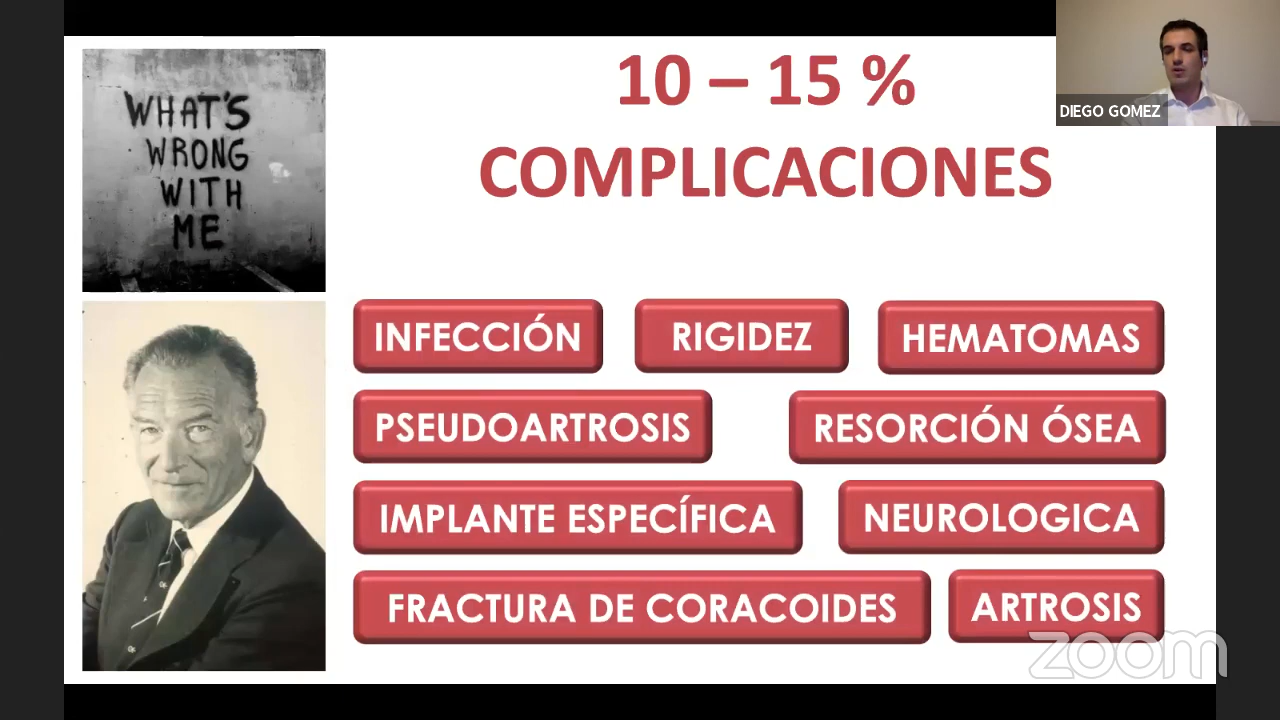 10 – 15 %
COMPLICACIONES
DIEGO GOMEZ
WHAT'S
WRONG
WITH
ME
INFECCIÓN
RIGIDEZ
HEMATOMAS
PSEUDOARTROSIS
RESORCIÓN ÓSEA
IMPLANTE ESPECÍFICA
NEUROLOGICA
FRACTURA DE CORACOIDES
ARTROSIS
zoom